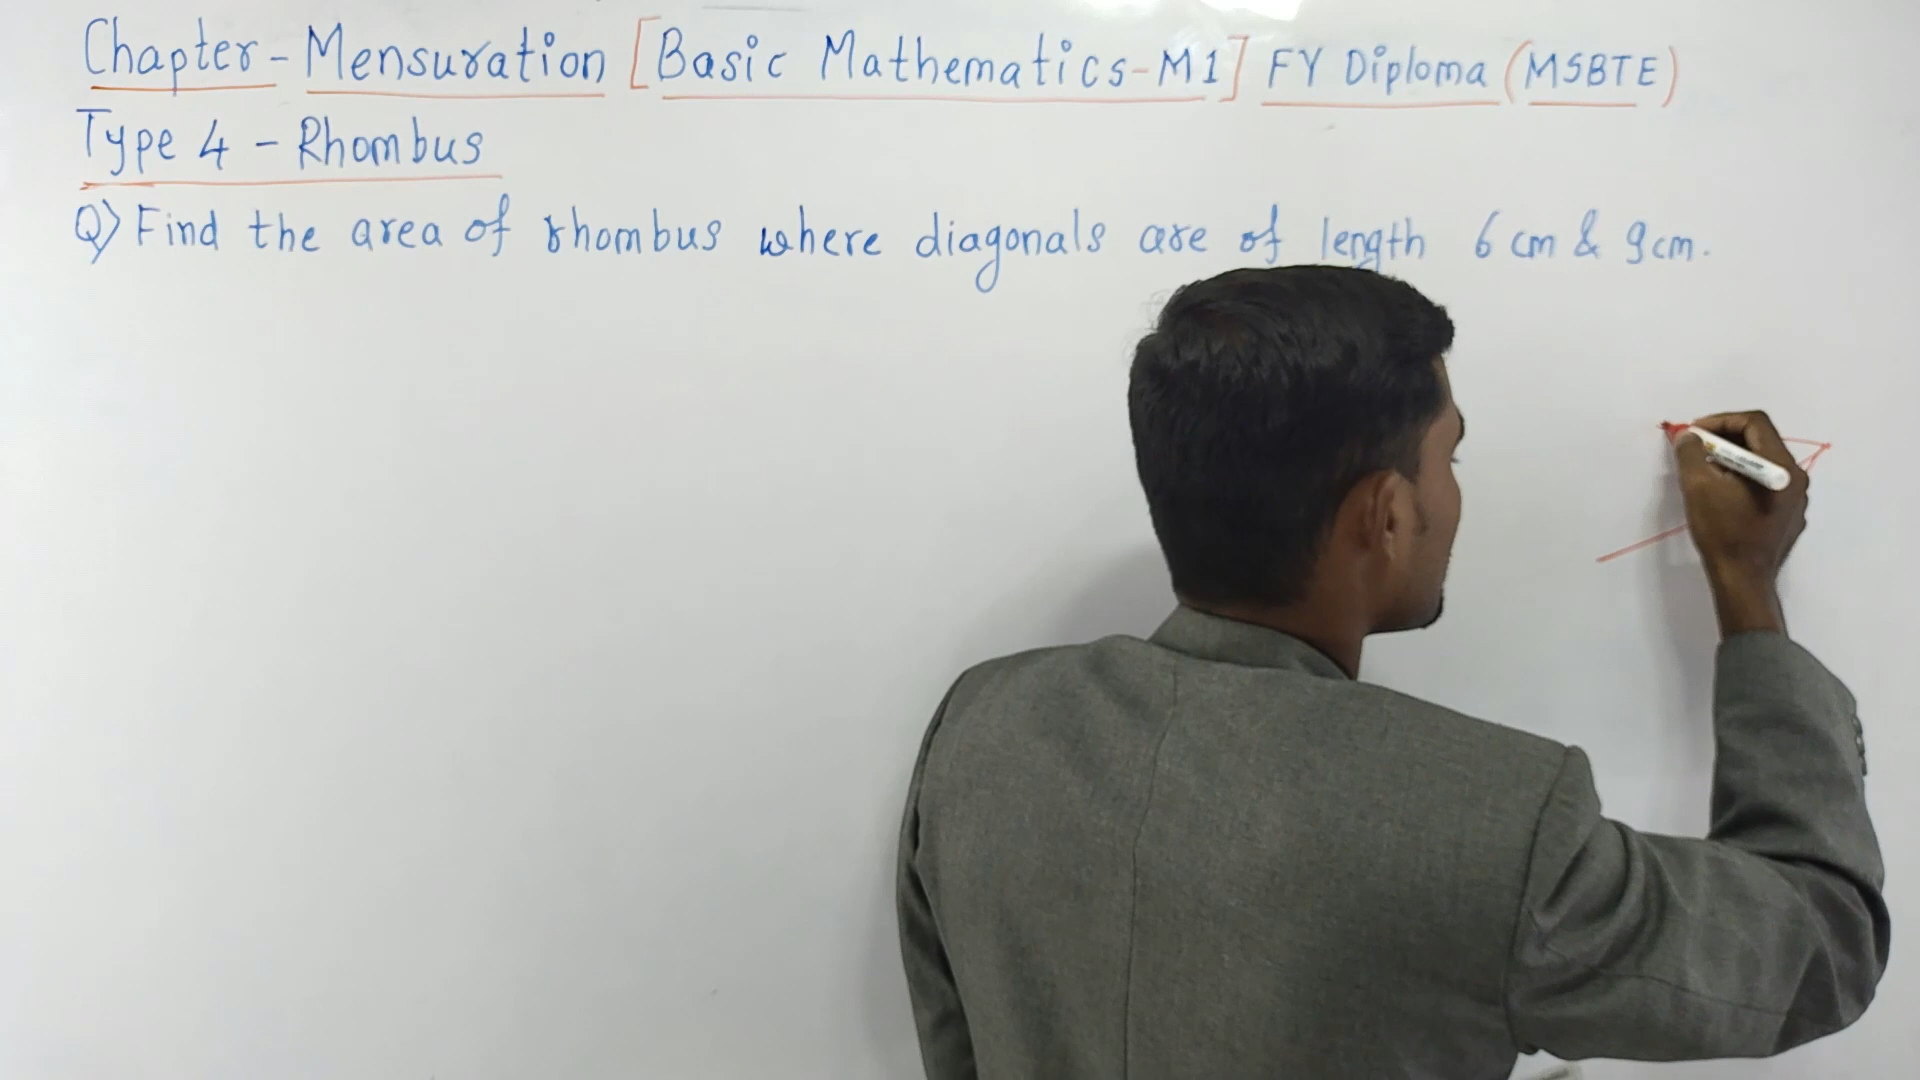 Chapter - Mensuration [Basic Mathematics-M1] FY Diploma (MSBTE)
Type 4 - Rhombus
Q) Find the area of rhombus where diagonals are of length 6 cm & 9 cm.